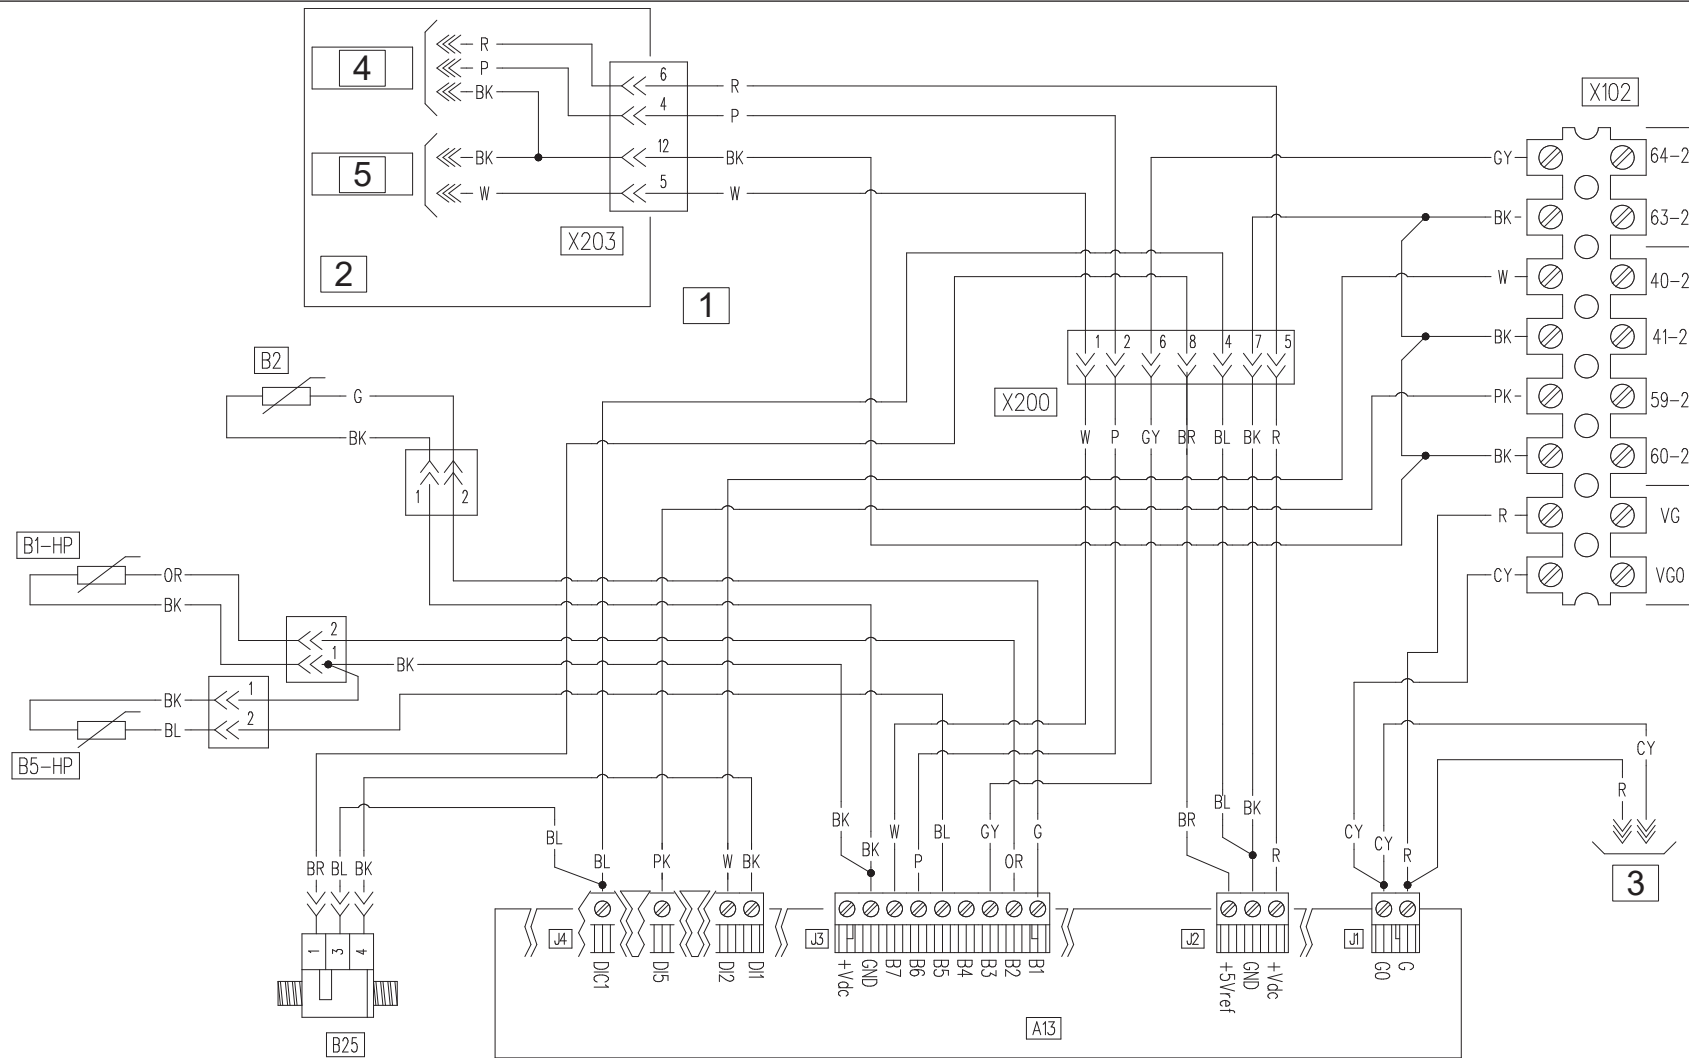 4
R
P
BK
5
BK
W
6
4
12
5
R
P
BK
W
X203
2
1
X102
GY
64-2
BK
63-2
W
40-2
BK
41-2
PK
59-2
BK
60-2
R
VG
CY
VG0
1 2 6 8 4 7 5
X200
W P GY BR BL BK R
B2
G
BK
1 2
B1-HP
OR
BK
2
1
BK
BK
1
BL
2
B5-HP
CY
R
3
BR BL BK
BL
BL
PK
W BK
BK
BK
W
P
BL
GY
OR
G
BR
BL
BK
R
CY
CY
R
1 3 4
B25
J4
DIC1
DI5
DI2
DI1
J3
+Vdc
GND
B7
B6
B5
B4
B3
B2
B1
J2
+5Vref
GND
+Vdc
J1
G0
G
A13